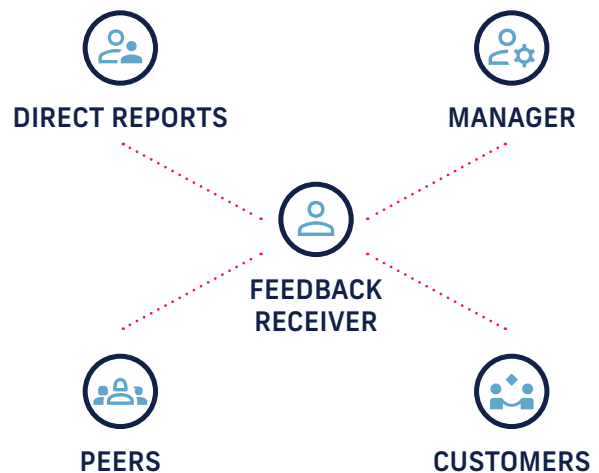 DIRECT REPORTS
MANAGER
FEEDBACK
RECEIVER
PEERS
CUSTOMERS